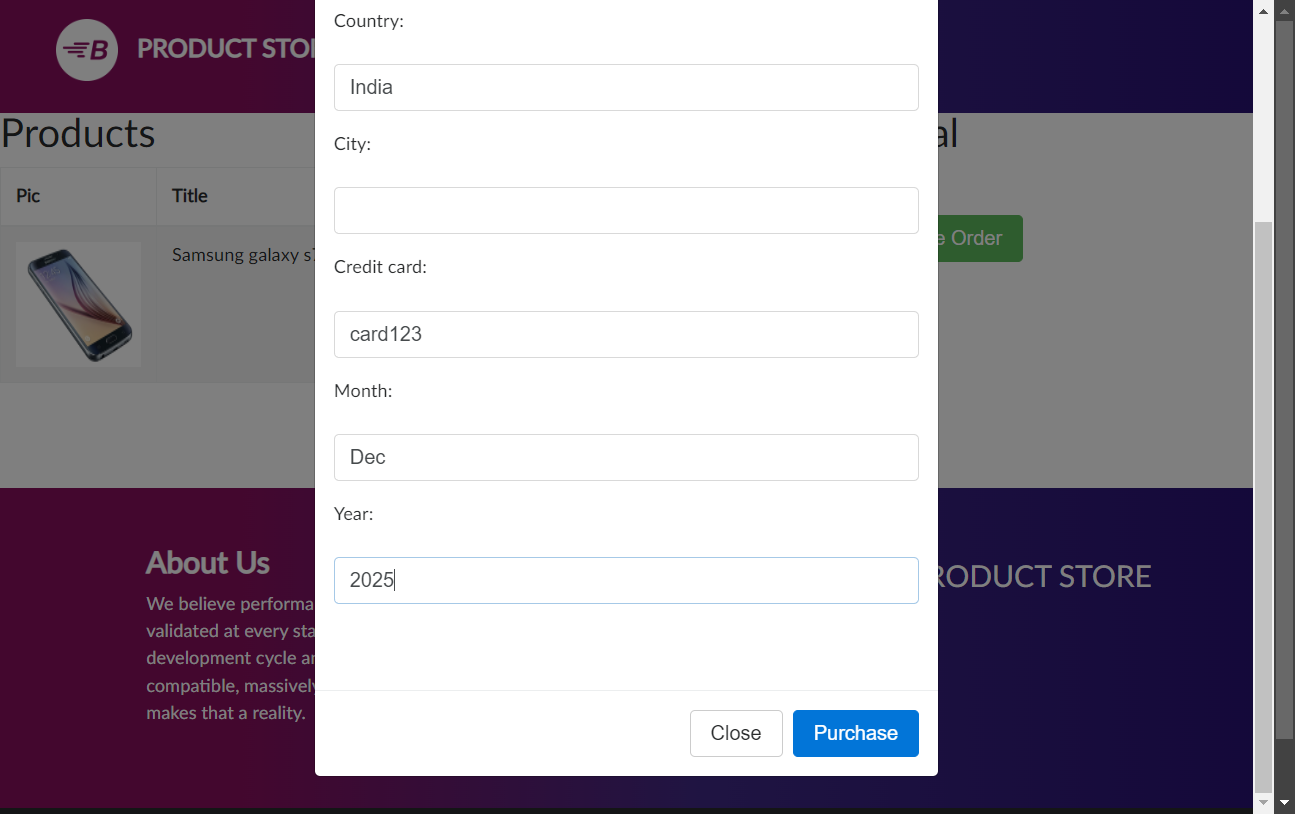 B PRODUCT STO
Country:
India
Products
al
City:
Pic
Title
Samsung galaxy s
e Order
Credit card:
card123
Month:
Dec
Year:
2025
About Us
We believe performa
validated at every sta
development cycle a
compatible, massively
makes that a reality.
RODUCT STORE
Close
Purchase